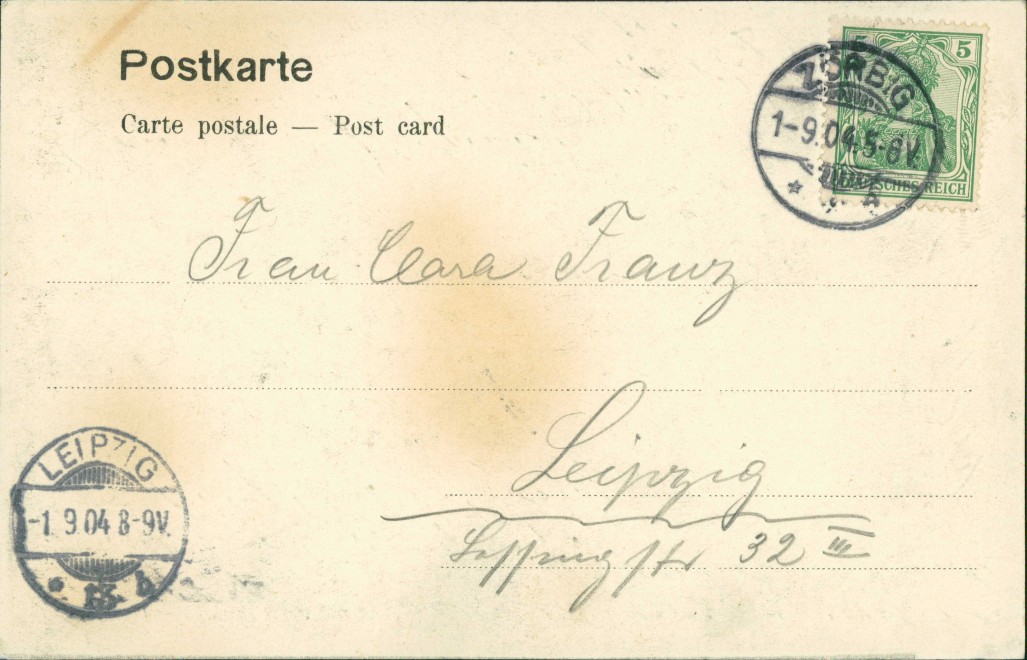 Postkarte
Carte postale — Post card
5 5
DEUTSCHES REICH
ZÖRBIG
1-9.04.5-6V.
Frau Clara Franz
Leipzig
Lessingstr 32 III
LEIPZIG
-1.9.04 8-9V.